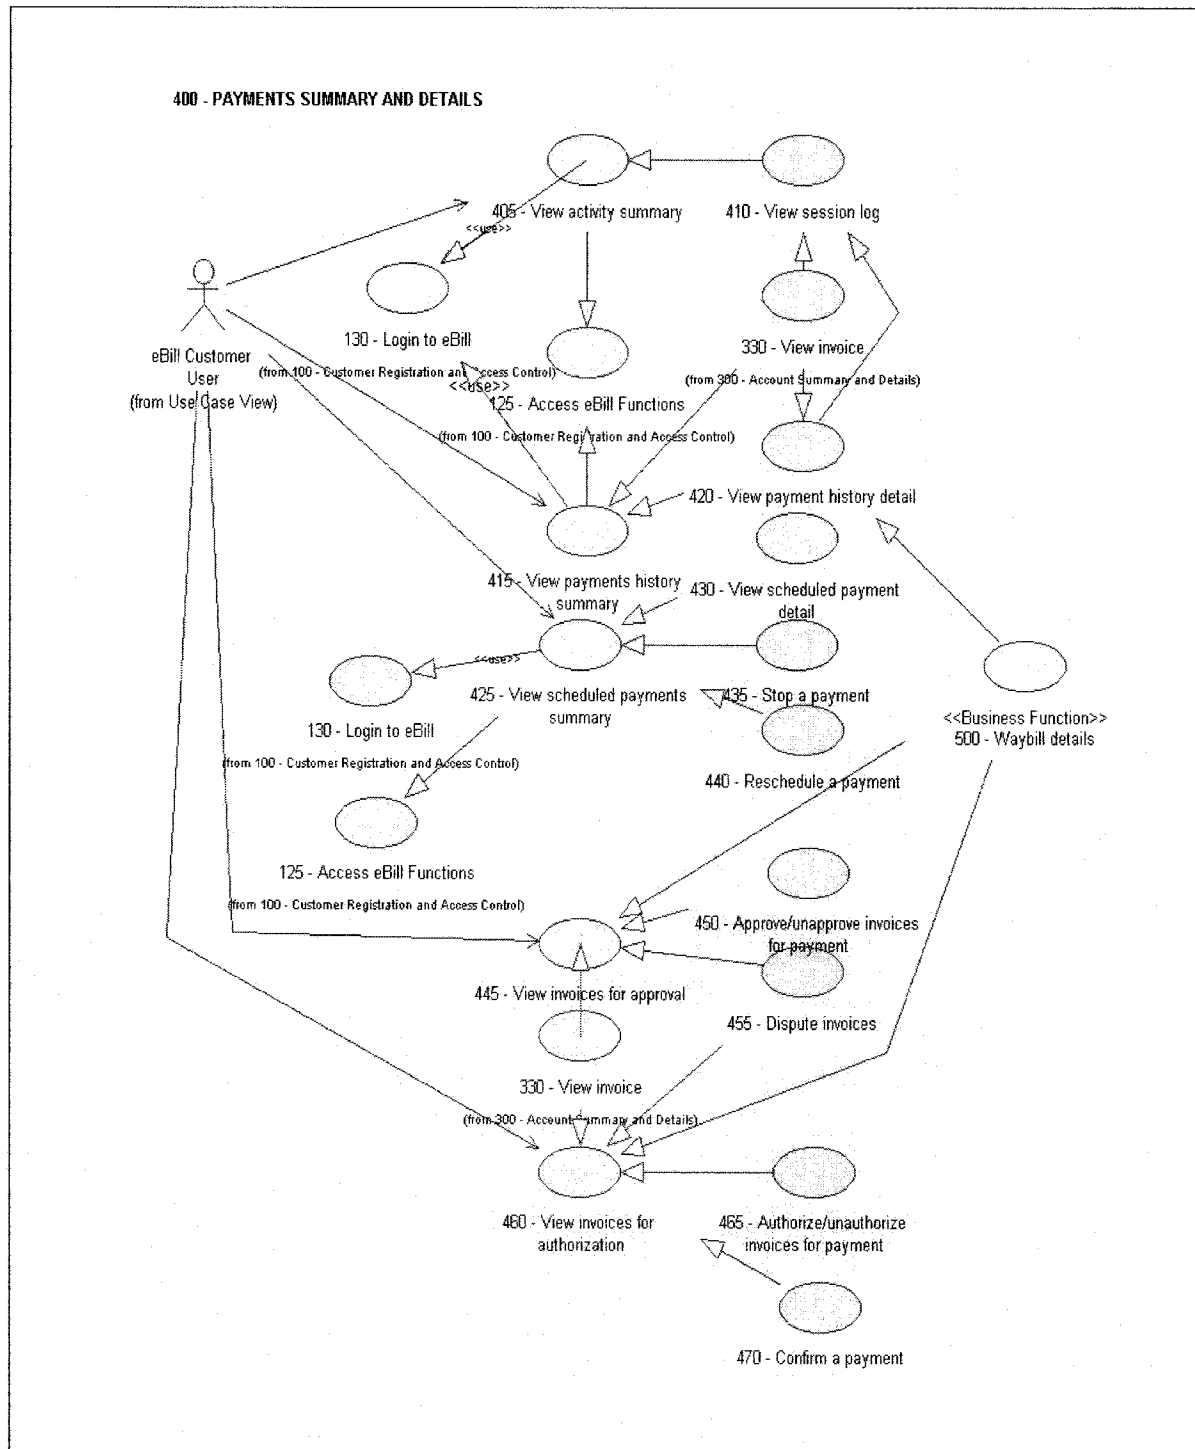 400 - PAYMENTS SUMMARY AND DETAILS
405 - View activity summary
410 - View session log
<<use>>
130 - Login to eBill
330 - View invoice
eBill Customer
User
(from Use Case View)
(from 100 - Customer Registration and Access Control)
(from 300 - Account Summary and Details)
<<use>>
125 - Access eBill Functions
(from 100 - Customer Registration and Access Control)
420 - View payment history detail
415 - View payments history
summary
430 - View scheduled payment
detail
<<use>>
425 - View scheduled payments
summary
435 - Stop a payment
<<Business Function>>
500 - Waybill details
130 - Login to eBill
(from 100 - Customer Registration and Access Control)
440 - Reschedule a payment
125 - Access eBill Functions
(from 100 - Customer Registration and Access Control)
450 - Approve/unapprove invoices
for payment
445 - View invoices for approval
455 - Dispute invoices
330 - View invoice
(from 300 - Account Summary and Details)
460 - View invoices for
authorization
465 - Authorize/unauthorize
invoices for payment
470 - Confirm a payment